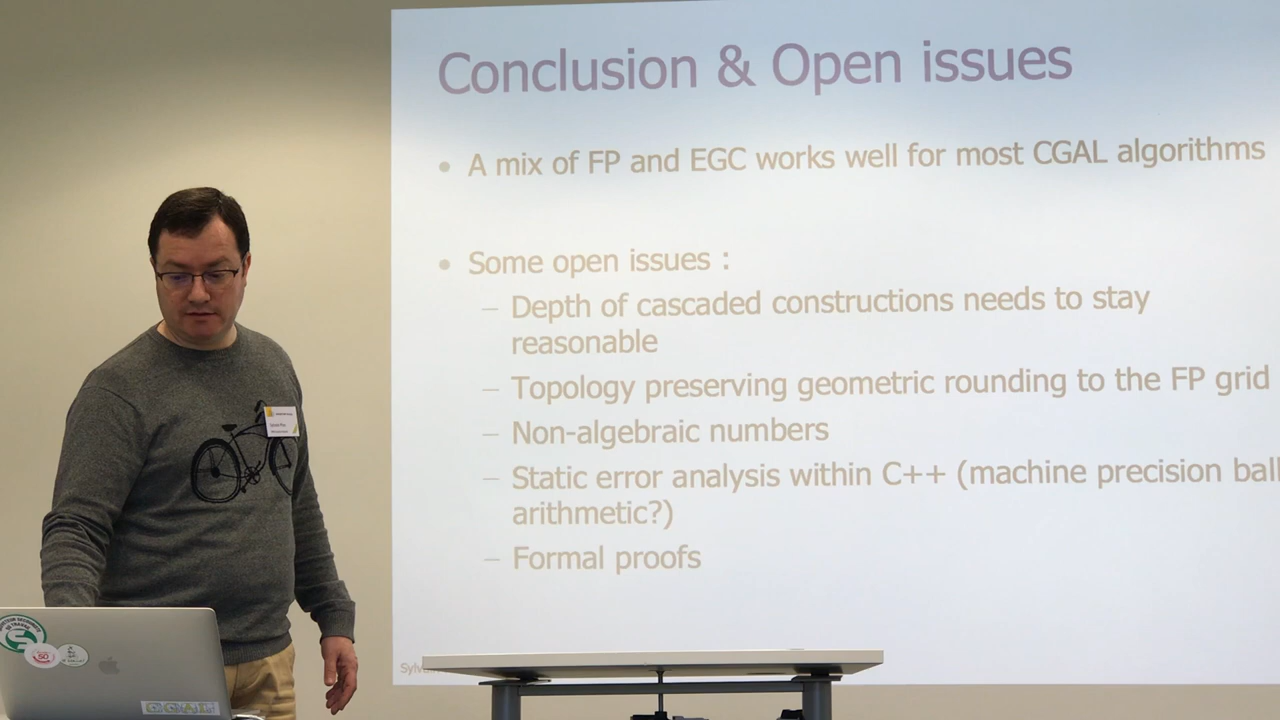 Conclusion & Open issues
• A mix of FP and EGC works well for most CGAL algorithms
• Some open issues :
– Depth of cascaded constructions needs to stay
reasonable
– Topology preserving geometric rounding to the FP grid
– Non-algebraic numbers
– Static error analysis within C++ (machine precision ball
arithmetic?)
– Formal proofs
CGAL